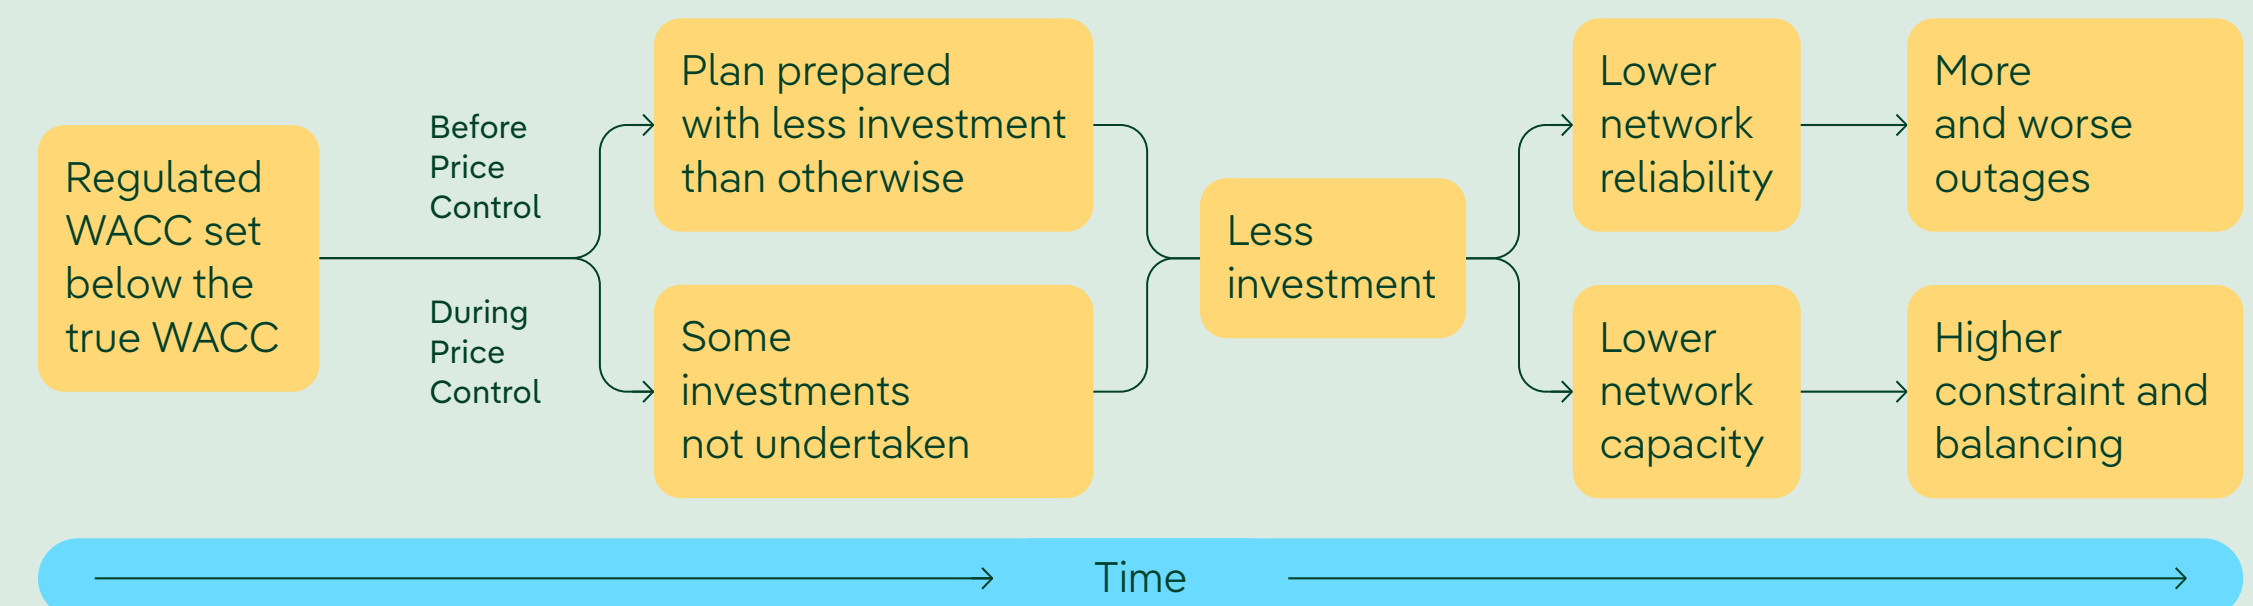 Regulated
WACC set
below the
true WACC
Before
Price
Control
During
Price
Control
Plan prepared
with less investment
than otherwise
Some
investments
not undertaken
Less
investment
Lower
network
reliability
More
and worse
outages
Lower
network
capacity
Higher
constraint and
balancing
Time